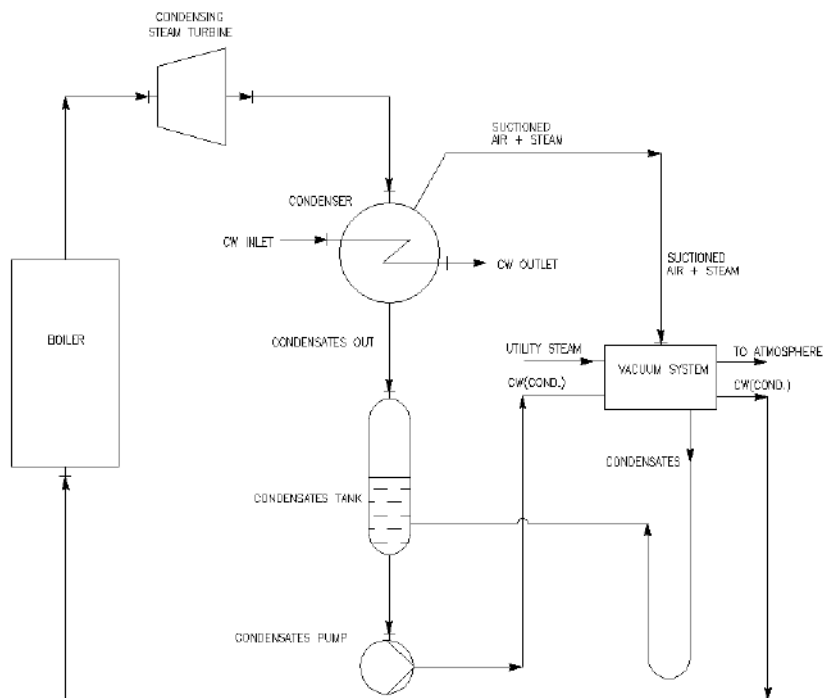 CONDENSING
STEAM TURBINE
SUCTIONED
AIR + STEAM
CONDENSER
CW INLET
CW OUTLET
SUCTIONED
AIR + STEAM
BOILER
CONDENSATES OUT
UTILITY STEAM
TO ATMOSPHERE
VACUUM SYSTEM
CW(COND.)
CW(COND.)
CONDENSATES
CONDENSATES TANK
CONDENSATES PUMP